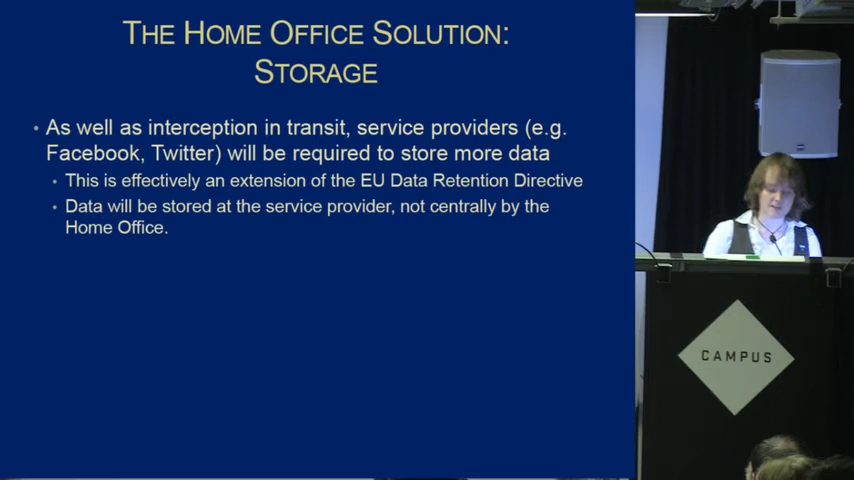 THE HOME OFFICE SOLUTION:
STORAGE
• As well as interception in transit, service providers (e.g.
Facebook, Twitter) will be required to store more data
• This is effectively an extension of the EU Data Retention Directive
• Data will be stored at the service provider, not centrally by the
Home Office.
CAMPUS